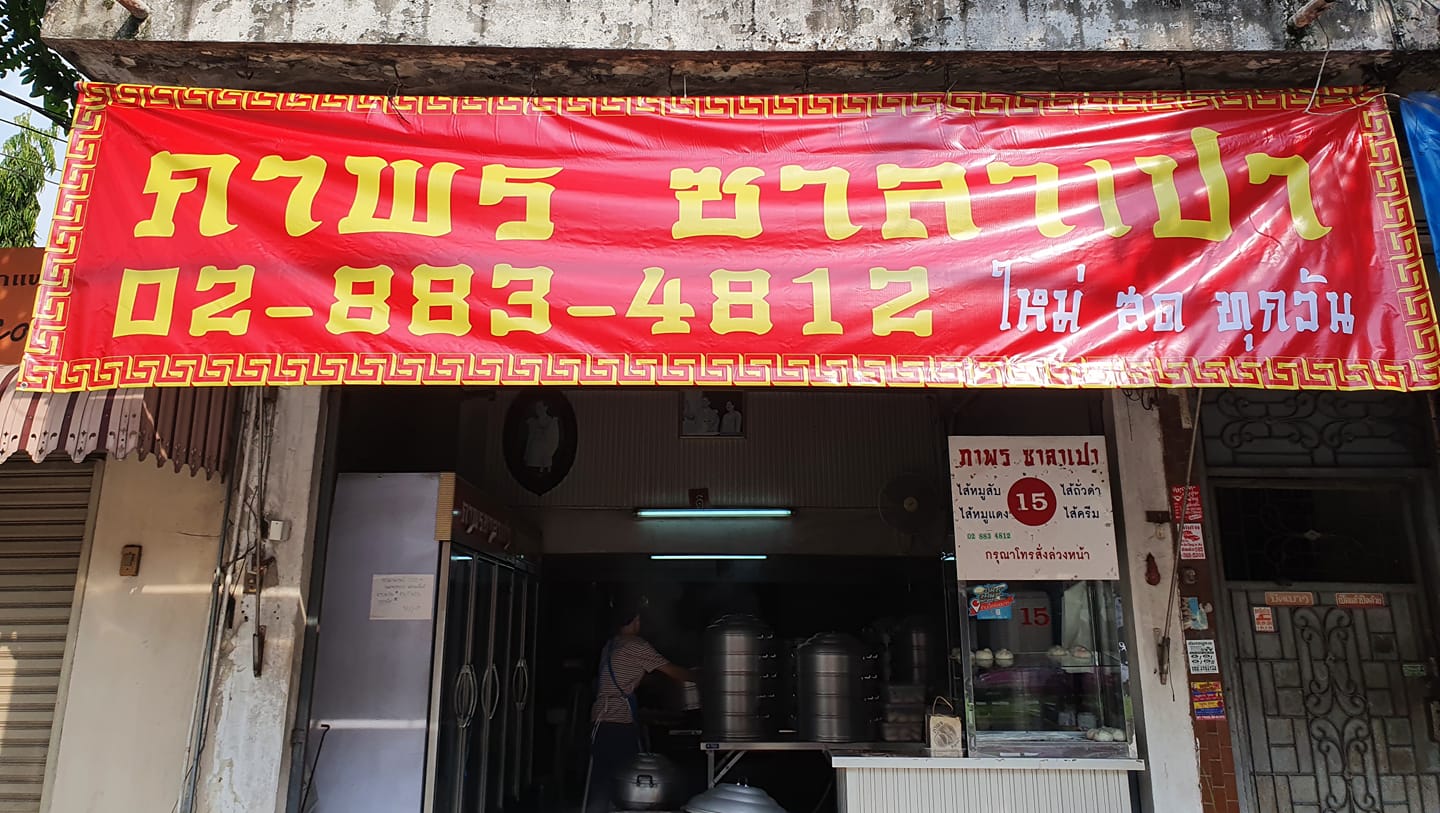 ภาพร ซาลาเปา
02-883-4812 ใหม่ สด ทุกวัน
ภาพร ซาลาเปา
ไส้หมูสับ 15 ไส้ถั่วดำ
ไส้หมูแดง ไส้ครีม
02 883 4812
กรุณาโทรสั่งล่วงหน้า
15